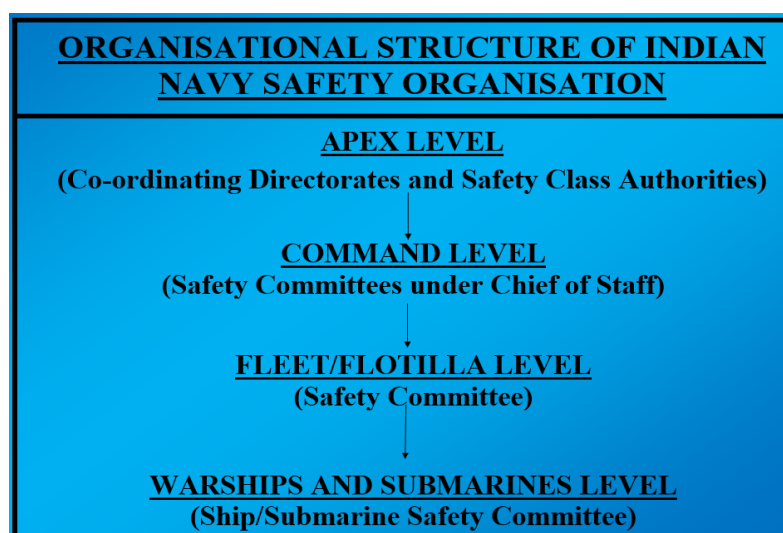 ORGANISATIONAL STRUCTURE OF INDIAN
NAVY SAFETY ORGANISATION
APEX LEVEL
(Co-ordinating Directorates and Safety Class Authorities)
COMMAND LEVEL
(Safety Committees under Chief of Staff)
FLEET/FLOTILLA LEVEL
(Safety Committee)
WARSHIPS AND SUBMARINES LEVEL
(Ship/Submarine Safety Committee)